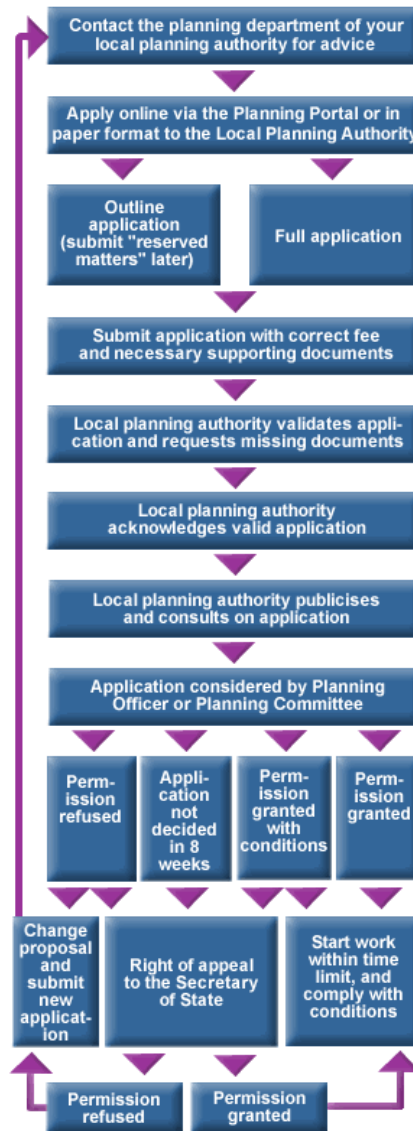 Contact the planning department of your
local planning authority for advice
Apply online via the Planning Portal or in
paper format to the Local Planning Authority
Outline
application
(submit "reserved
matters" later)
Full application
Submit application with correct fee
and necessary supporting documents
Local planning authority validates appli-
cation and requests missing documents
Local planning authority
acknowledges valid application
Local planning authority publicises
and consults on application
Application considered by Planning
Officer or Planning Committee
Perm-
ission
refused
Appli-
cation
not
decided
in 8
weeks
Perm-
ission
granted
with
conditions
Perm-
ission
granted
Change
proposal
and
submit
new
applicat-
ion
Right of appeal
to the Secretary
of State
Start work
within time
limit, and
comply with
conditions
Permission
refused
Permission
granted